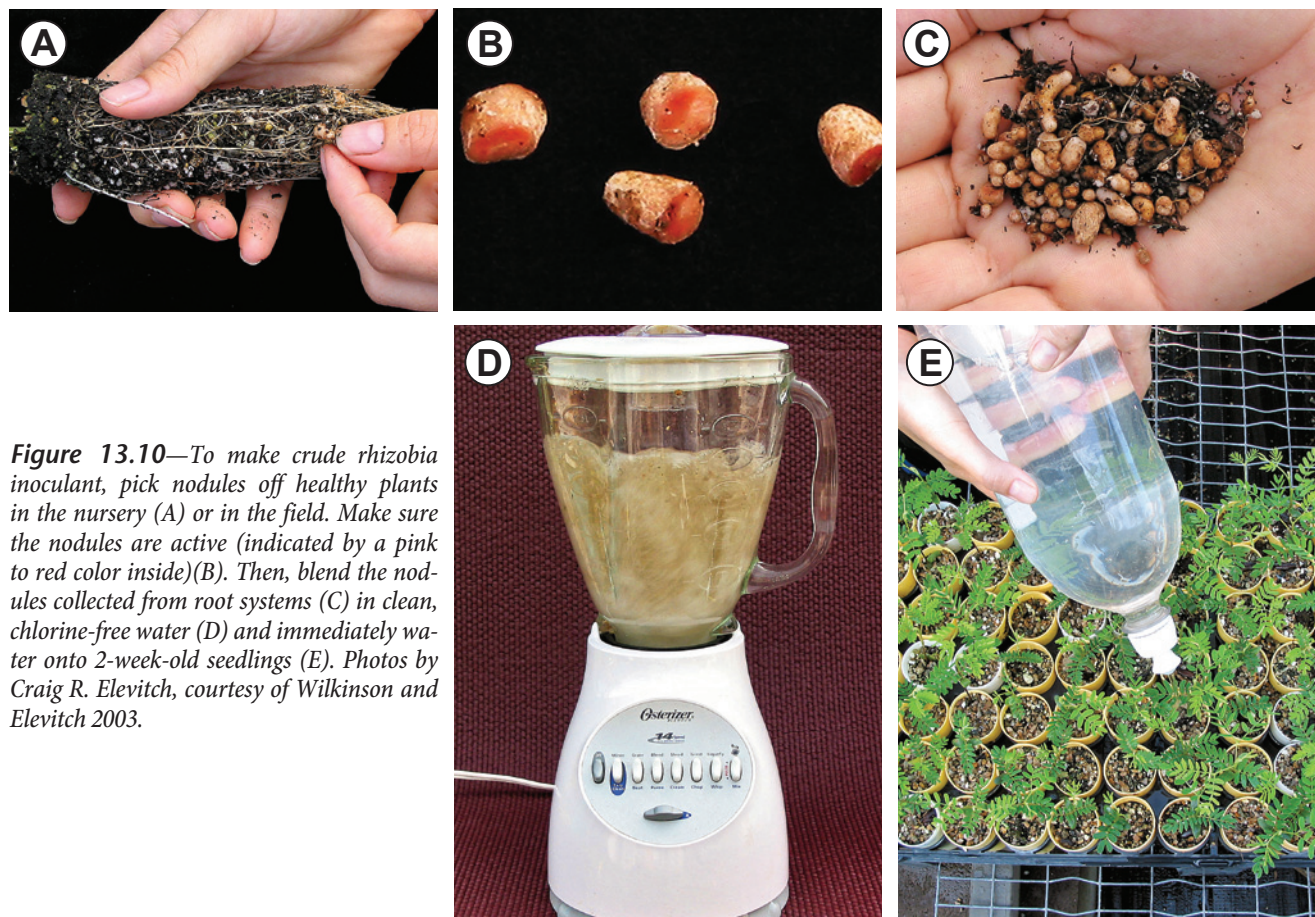 A
B
C
D
E
Figure 13.10—To make crude rhizobia
inoculant, pick nodules off healthy plants
in the nursery (A) or in the field. Make sure
the nodules are active (indicated by a pink
to red color inside)(B). Then, blend the nod-
ules collected from root systems (C) in clean,
chlorine-free water (D) and immediately wa-
ter onto 2-week-old seedlings (E). Photos by
Craig R. Elevitch, courtesy of Wilkinson and
Elevitch 2003.
Osterizer
14